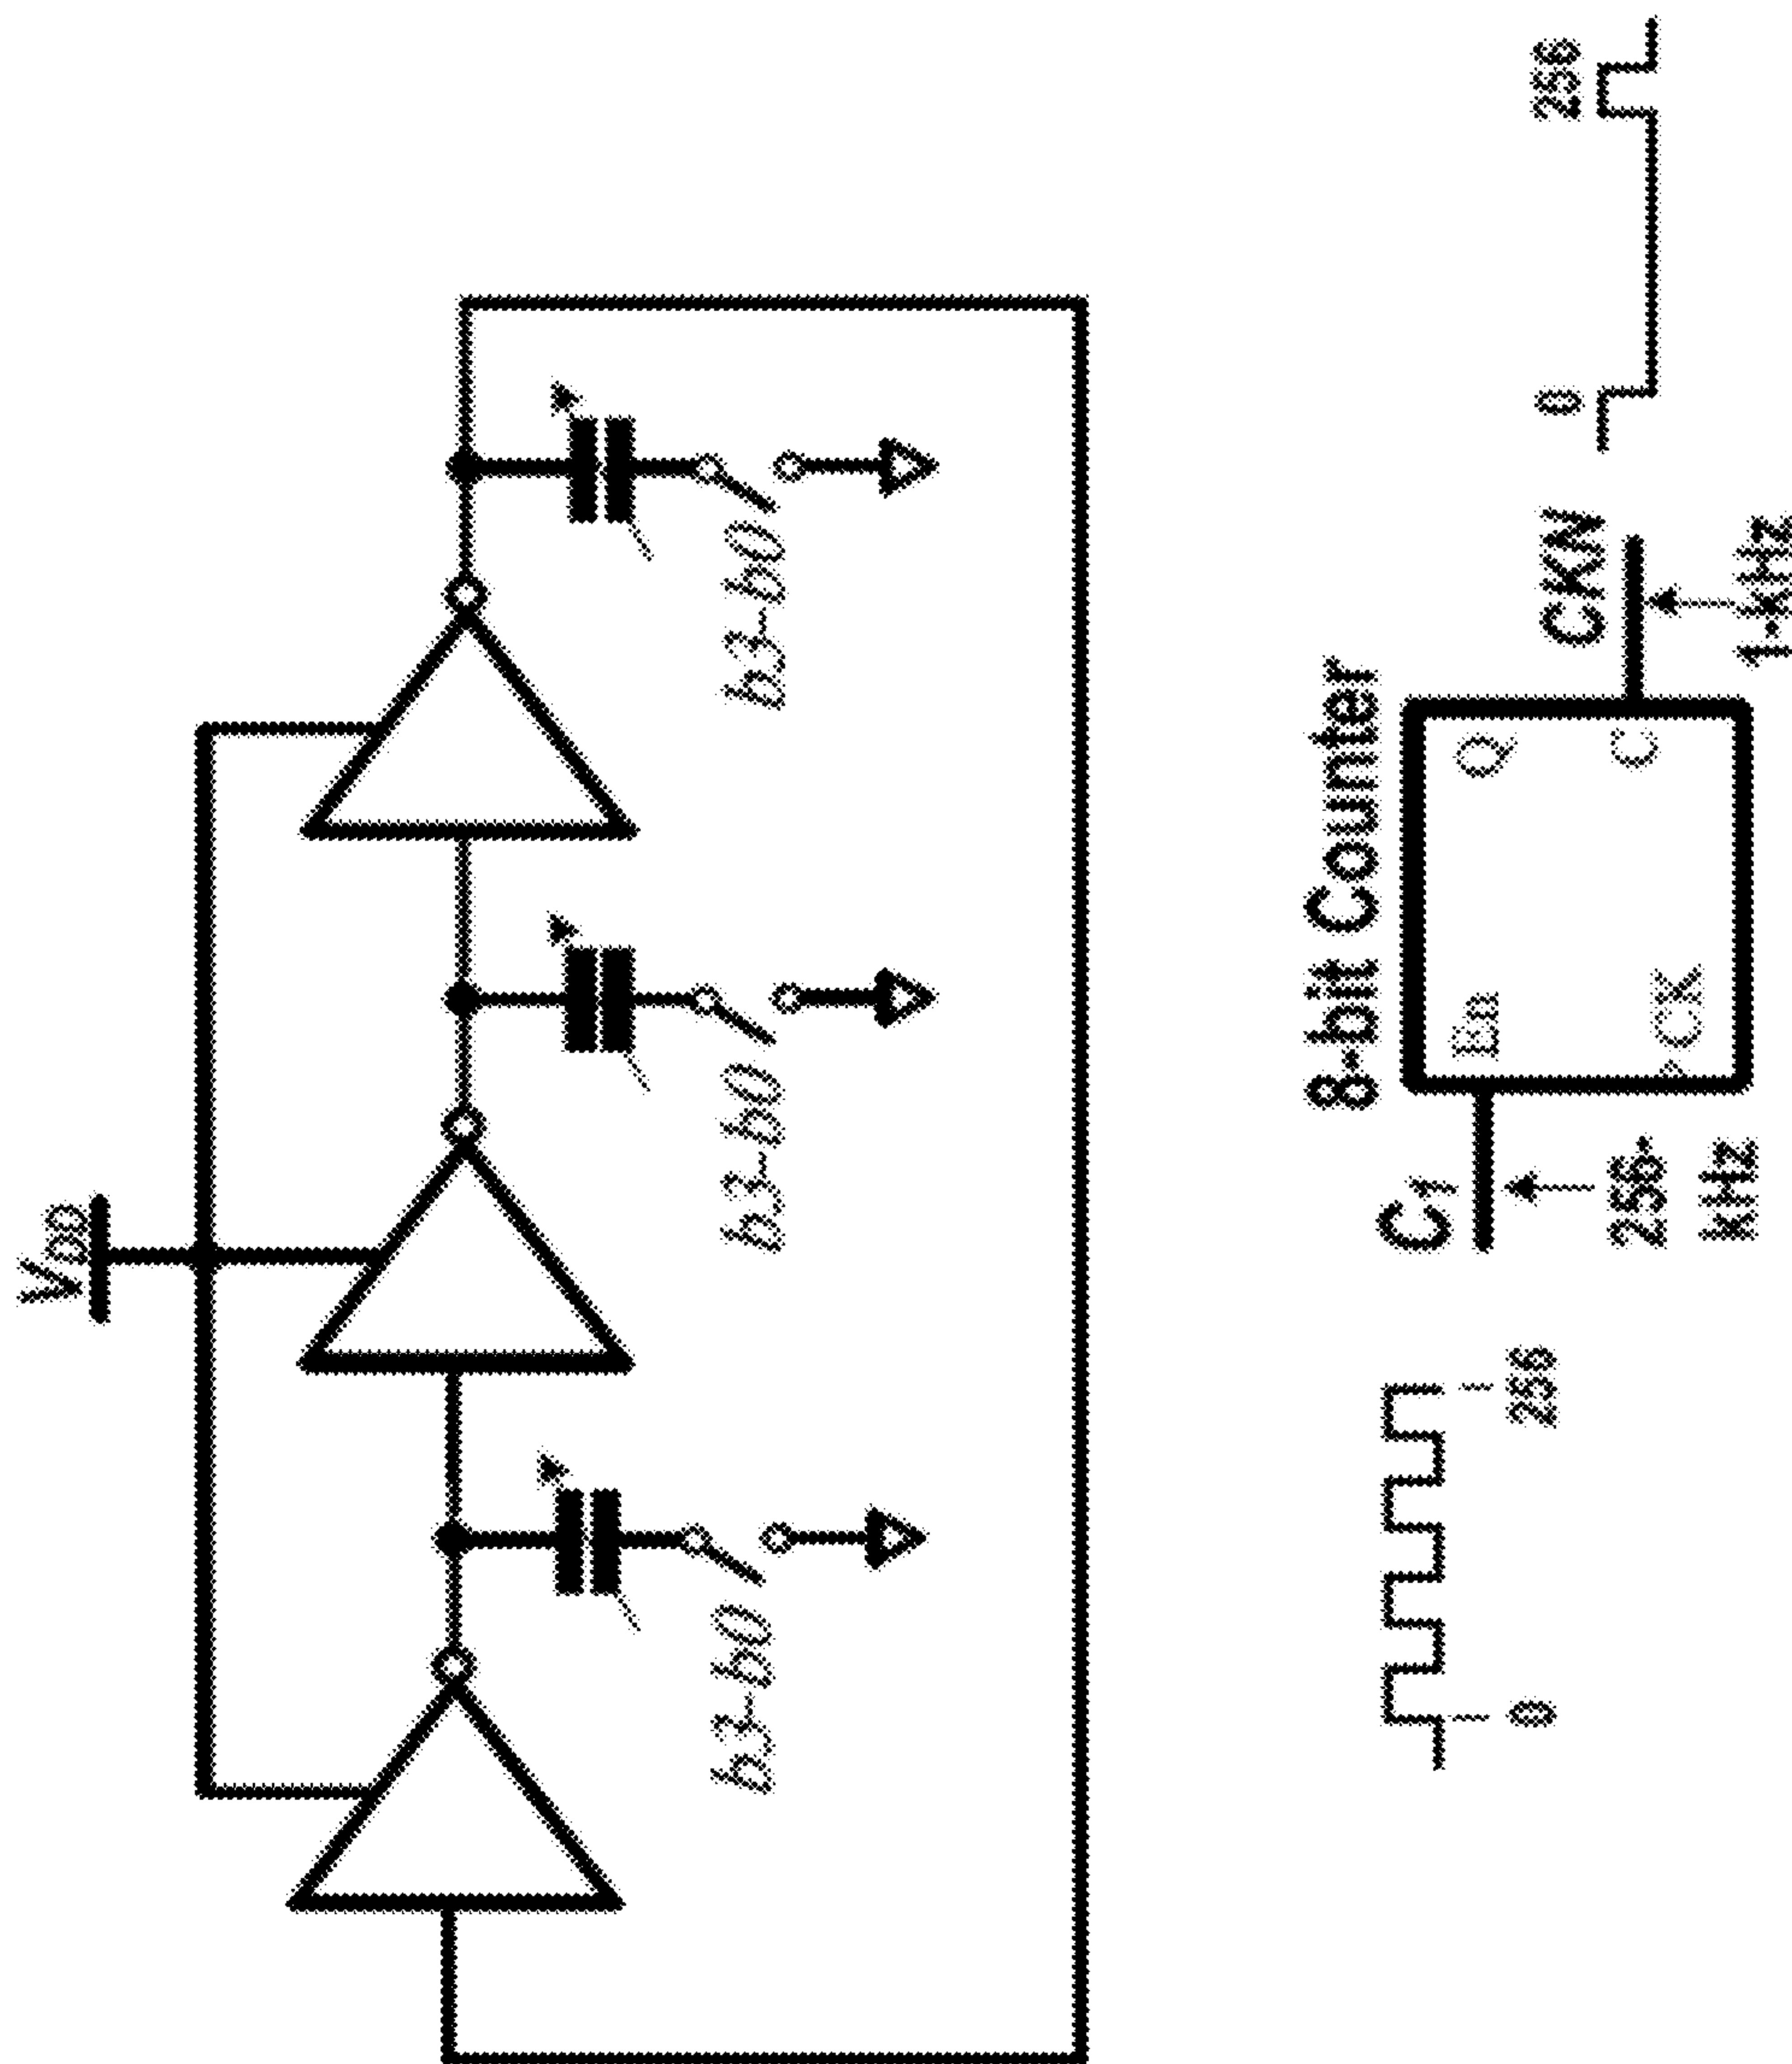 VDD
b3-b0
b3-b0
b3-b0
8-bit Counter
C1
256-
kHz
En
CK
Q
C
CKN
1-kHz
0
256
0
256